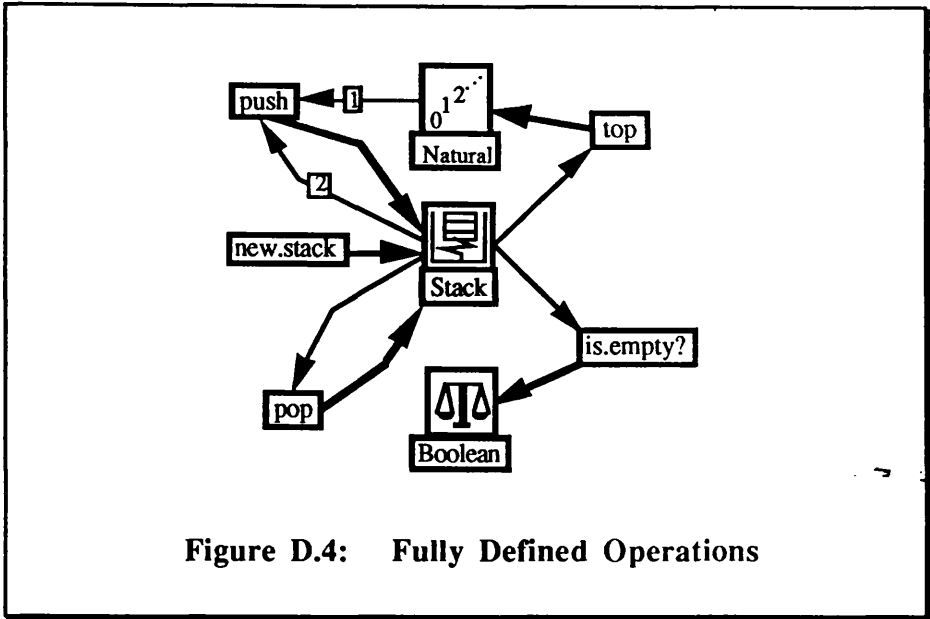 push
1
0 1 2
Natural
top
2
new.stack
Stack
is.empty?
pop
Boolean
Figure D.4: Fully Defined Operations